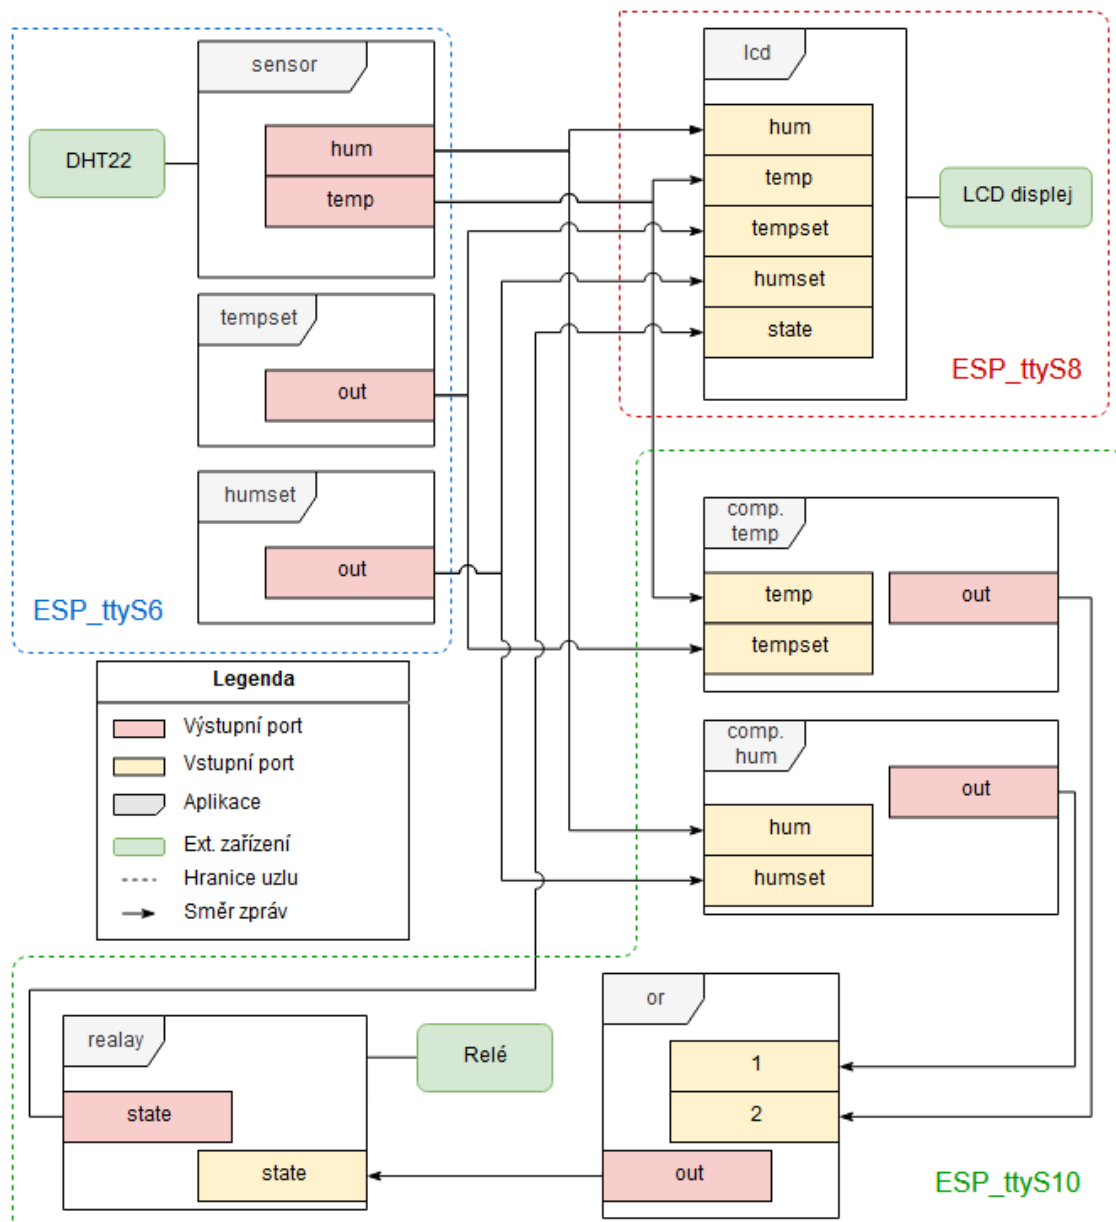 sensor
DHT22
hum
temp
tempset
out
humset
out
ESP_ttyS6
lcd
hum
temp
tempset
humset
state
LCD displej
ESP_ttyS8
comp.
temp
temp
tempset
out
comp.
hum
out
hum
humset
Legenda
Výstupní port
Vstupní port
Aplikace
Ext. zařízení
Hranice uzlu
Směr zpráv
realay
state
state
Relé
or
1
2
out
ESP_ttyS10